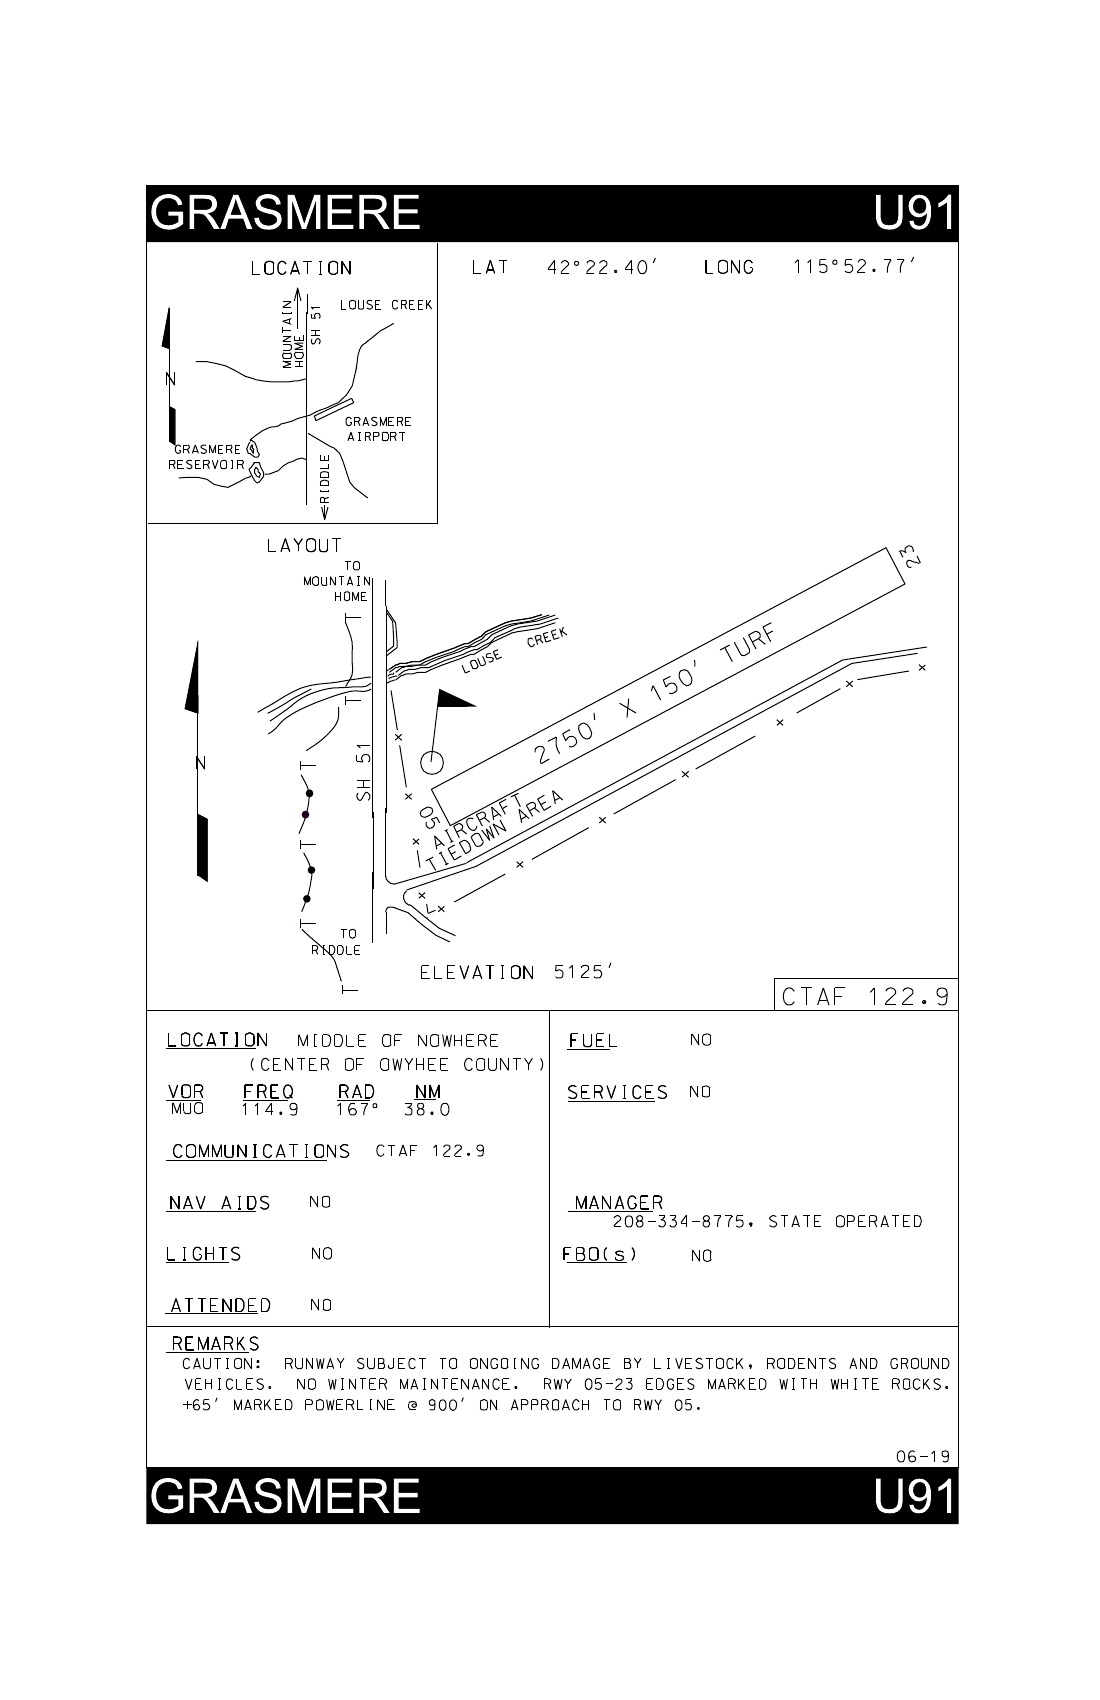 GRASMERE U91
LOCATION
LAT 42°22.40' LONG 115°52.77'
MOUNTAIN
HOME
SH 51
LOUSE CREEK
N
GRASMERE
AIRPORT
GRASMERE
RESERVOIR
RIDDLE
LAYOUT
TO
MOUNTAIN
HOME
23
LOUSE CREEK
2750' X 150' TURF
N
SH 51
05
AIRCRAFT
TIEDOWN AREA
TO
RIDDLE
ELEVATION 5125'
CTAF 122.9
LOCATION MIDDLE OF NOWHERE
(CENTER OF OWYHEE COUNTY)
VOR FREQ RAD NM
MUO 114.9 167° 38.0
COMMUNICATIONS CTAF 122.9
NAV AIDS NO
LIGHTS NO
ATTENDED NO
FUEL NO
SERVICES NO
MANAGER
208-334-8775, STATE OPERATED
FBO(s) NO
REMARKS
CAUTION: RUNWAY SUBJECT TO ONGOING DAMAGE BY LIVESTOCK, RODENTS AND GROUND
VEHICLES. NO WINTER MAINTENANCE. RWY 05-23 EDGES MARKED WITH WHITE ROCKS.
+65' MARKED POWERLINE @ 900' ON APPROACH TO RWY 05.
06-19
GRASMERE U91